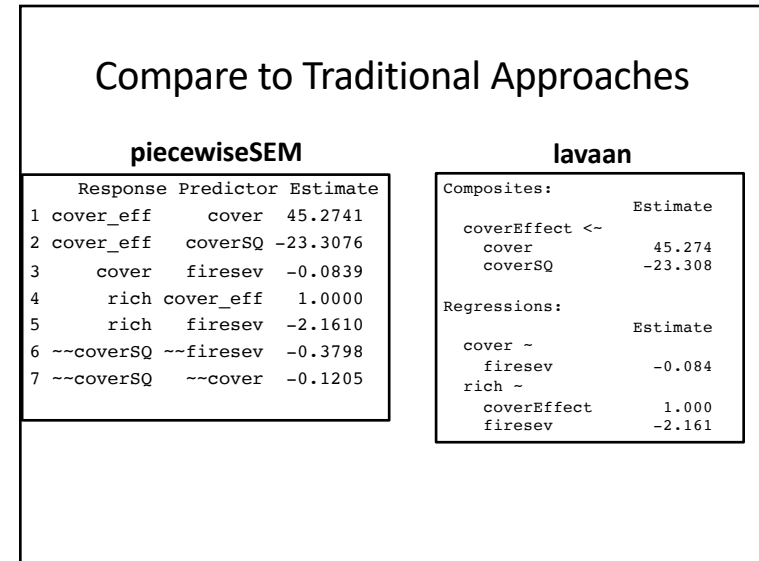 Compare to Traditional Approaches
piecewiseSEM
Response Predictor Estimate
1 cover_eff cover 45.2741
2 cover_eff coverSQ -23.3076
3 cover firesev -0.0839
4 rich cover_eff 1.0000
5 rich firesev -2.1610
6 ~~coverSQ ~~firesev -0.3798
7 ~~coverSQ ~~cover -0.1205
lavaan
Composites:
Estimate
coverEffect <~
cover 45.274
coverSQ -23.308
Regressions:
Estimate
cover ~
firesev -0.084
rich ~
coverEffect 1.000
firesev -2.161